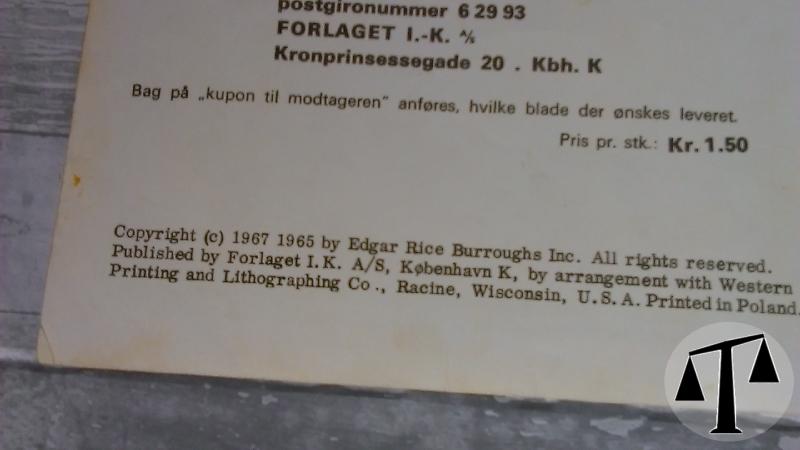 postgironummer 6 29 93
FORLAGET I.-K. A/S
Kronprinsessegade 20 . Kbh. K
Bag på „kupon til modtageren” anføres, hvilke blade der ønskes leveret.
Pris pr. stk.: Kr. 1.50
Copyright (c) 1967 1965 by Edgar Rice Burroughs Inc. All rights reserved.
Published by Forlaget I.K. A/S, København K, by arrangement with Western
Printing and Lithographing Co., Racine, Wisconsin, U.S.A. Printed in Poland.